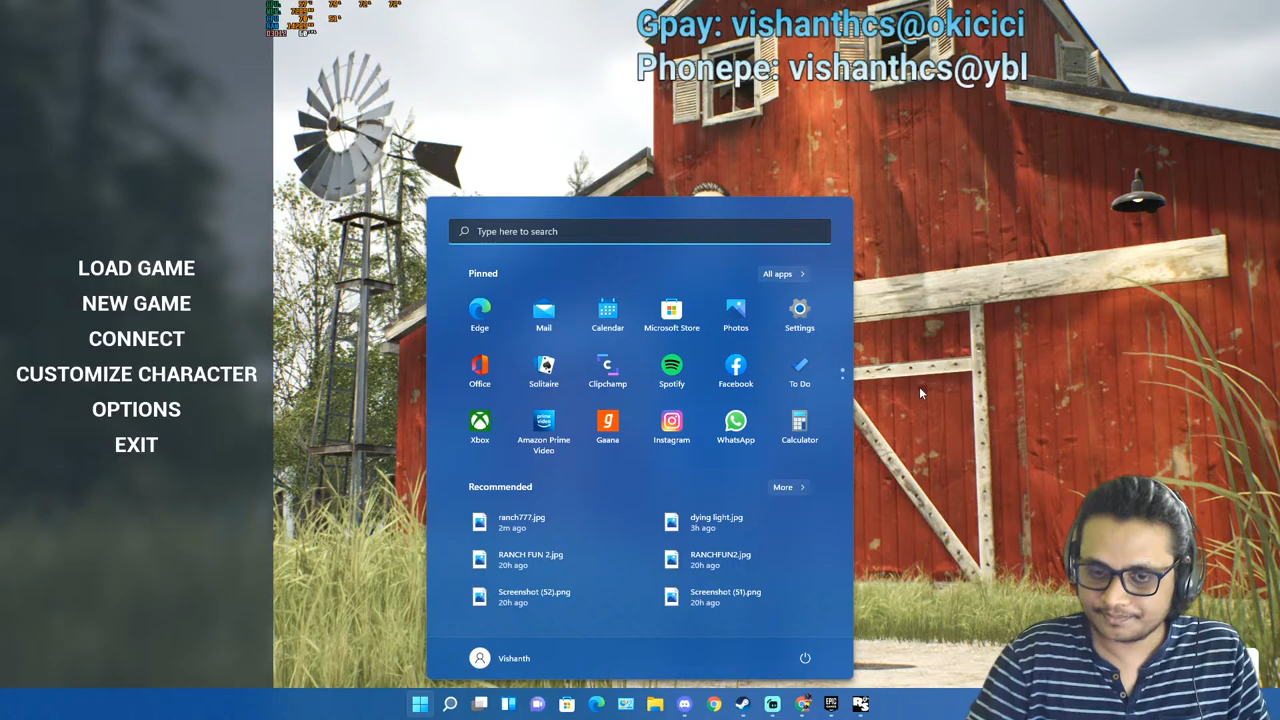 Gpay: vishanthcs@okicici
Phonepe: vishanthcs@ybl
LOAD GAME
NEW GAME
CONNECT
CUSTOMIZE CHARACTER
OPTIONS
EXIT
Type here to search
Pinned
All apps
Edge
Mail
Calendar
Microsoft Store
Photos
Settings
Office
Solitaire
Clipchamp
Spotify
Facebook
To Do
Xbox
Amazon Prime
Video
Gaana
Instagram
WhatsApp
Calculator
Recommended
More
ranch777.jpg
2m ago
dying light.jpg
3h ago
RANCH FUN 2.jpg
20h ago
RANCHFUN2.jpg
20h ago
Screenshot (52).png
20h ago
Screenshot (51).png
20h ago
Vishanth